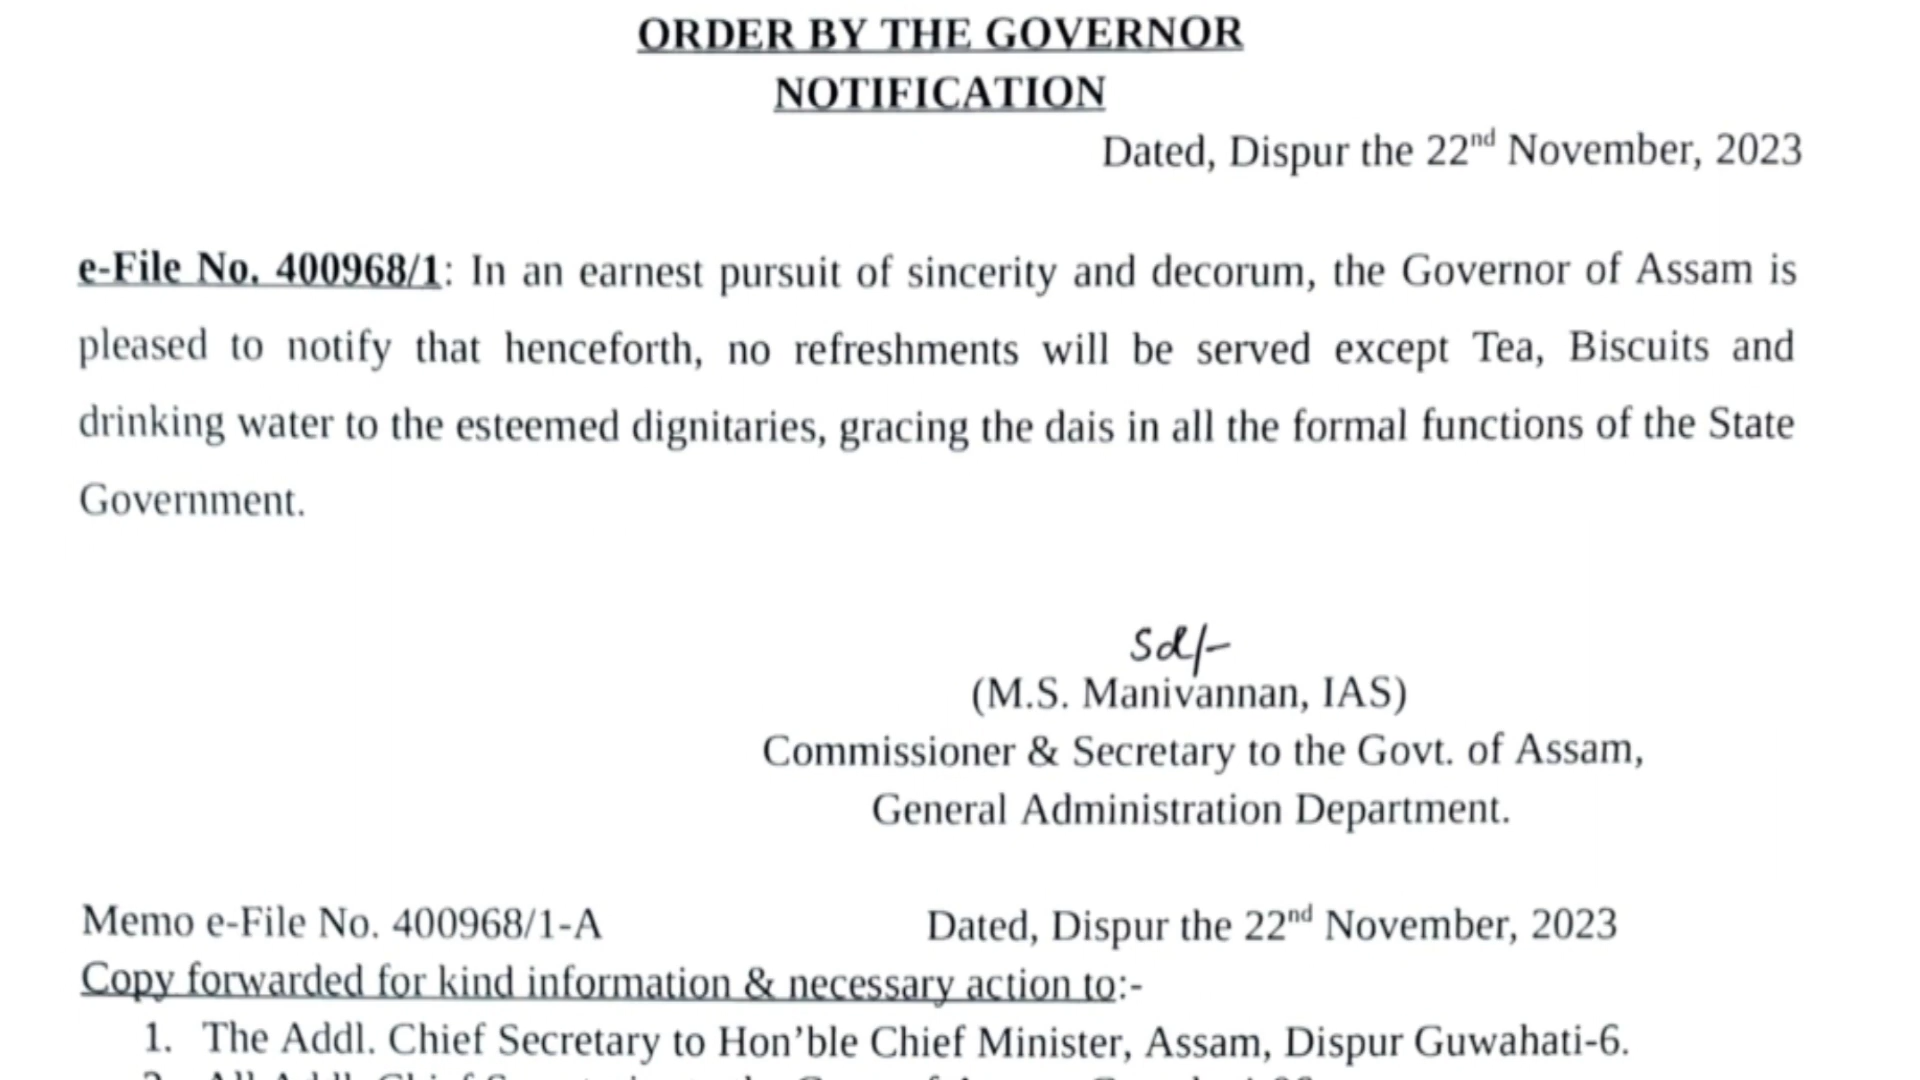 ORDER BY THE GOVERNOR
NOTIFICATION
Dated, Dispur the 22nd November, 2023
e-File No. 400968/1: In an earnest pursuit of sincerity and decorum, the Governor of Assam is
pleased to notify that henceforth, no refreshments will be served except Tea, Biscuits and
drinking water to the esteemed dignitaries, gracing the dais in all the formal functions of the State
Government.
Sd/-
(M.S. Manivannan, IAS)
Commissioner & Secretary to the Govt. of Assam,
General Administration Department.
Memo e-File No. 400968/1-A Dated, Dispur the 22nd November, 2023
Copy forwarded for kind information & necessary action to:-
1. The Addl. Chief Secretary to Hon’ble Chief Minister, Assam, Dispur Guwahati-6.